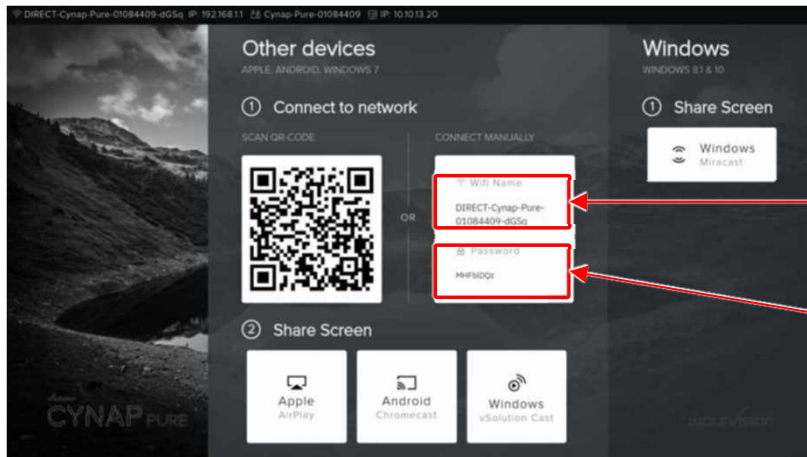 DIRECT-Cynap-Pure-01084409-dGSq IP: 192.168.1.1 Cynap-Pure-01084409 IP: 10.10.13.20
Other devices
APPLE, ANDROID, WINDOWS 7
1 Connect to network
SCAN QR-CODE
OR
CONNECT MANUALLY
Wifi Name
DIRECT-Cynap-Pure-
01084409-dGSq
Password
2 Share Screen
Apple
AirPlay
Android
Chromecast
Windows
vSolution Cast
Windows
WINDOWS 8.1 & 10
1 Share Screen
Windows
Miracast
CYNAP PURE
wolfvision